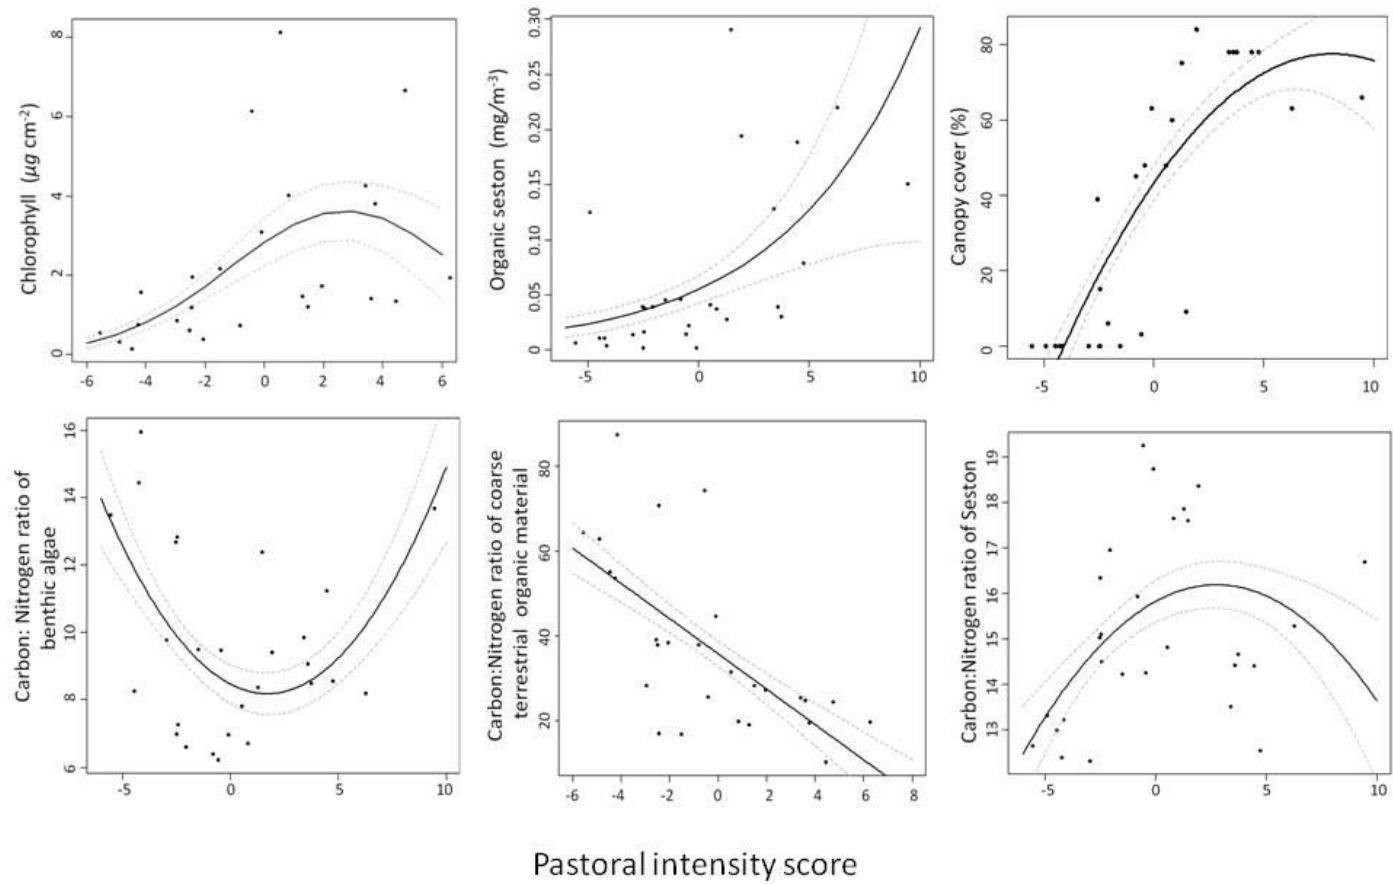 Chlorophyll (µg cm-2)
0 2 4 6 8
-6 -4 -2 0 2 4 6
Organic seston (mg/m-3)
0 0.05 0.10 0.15 0.20 0.25 0.30
-5 0 5 10
Canopy cover (%)
0 20 40 60 80
-5 0 5 10
Carbon: Nitrogen ratio of
benthic algae
6 8 10 12 14 16
-5 0 5 10
Carbon:Nitrogen ratio of coarse
terrestrial organic material
20 40 60 80
-6 -4 -2 0 2 4 6 8
Carbon:Nitrogen ratio of Seston
13 14 15 16 17 18 19
-5 0 5 10
Pastoral intensity score